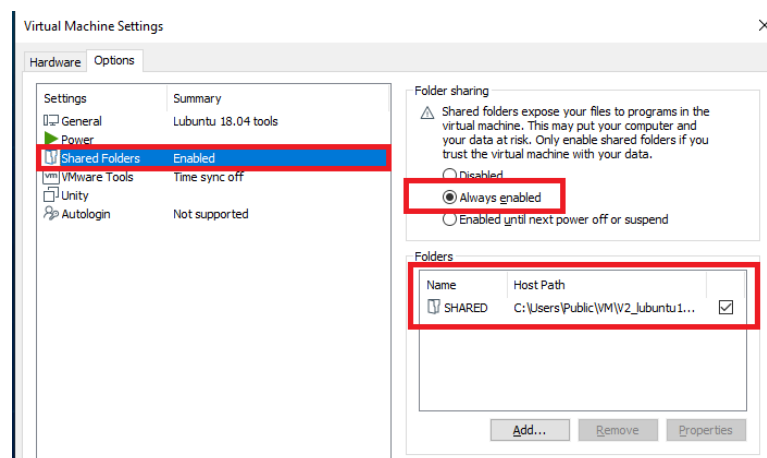 Virtual Machine Settings
Hardware Options
Settings Summary
General Lubuntu 18.04 tools
Power
Shared Folders Enabled
VMware Tools Time sync off
Unity
Autologin Not supported
Folder sharing
Shared folders expose your files to programs in the
virtual machine. This may put your computer and
your data at risk. Only enable shared folders if you
trust the virtual machine with your data.
Disabled
Always enabled
Enabled until next power off or suspend
Folders
Name Host Path
SHARED C:\Users\Public\VM\V2_lubuntu1...
Add... Remove Properties